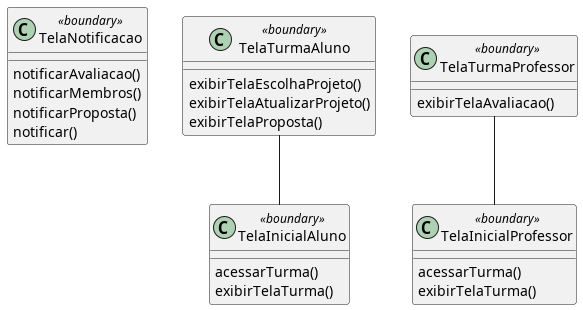 C
«boundary»
TelaNotificacao
notificarAvaliacao()
notificarMembros()
notificarProposta()
notificar()
C
«boundary»
TelaTurmaAluno
exibirTelaEscolhaProjeto()
exibirTelaAtualizarProjeto()
exibirTelaProposta()
C
«boundary»
TelaTurmaProfessor
exibirTelaAvaliacao()
C
«boundary»
TelaInicialAluno
acessarTurma()
exibirTelaTurma()
C
«boundary»
TelaInicialProfessor
acessarTurma()
exibirTelaTurma()